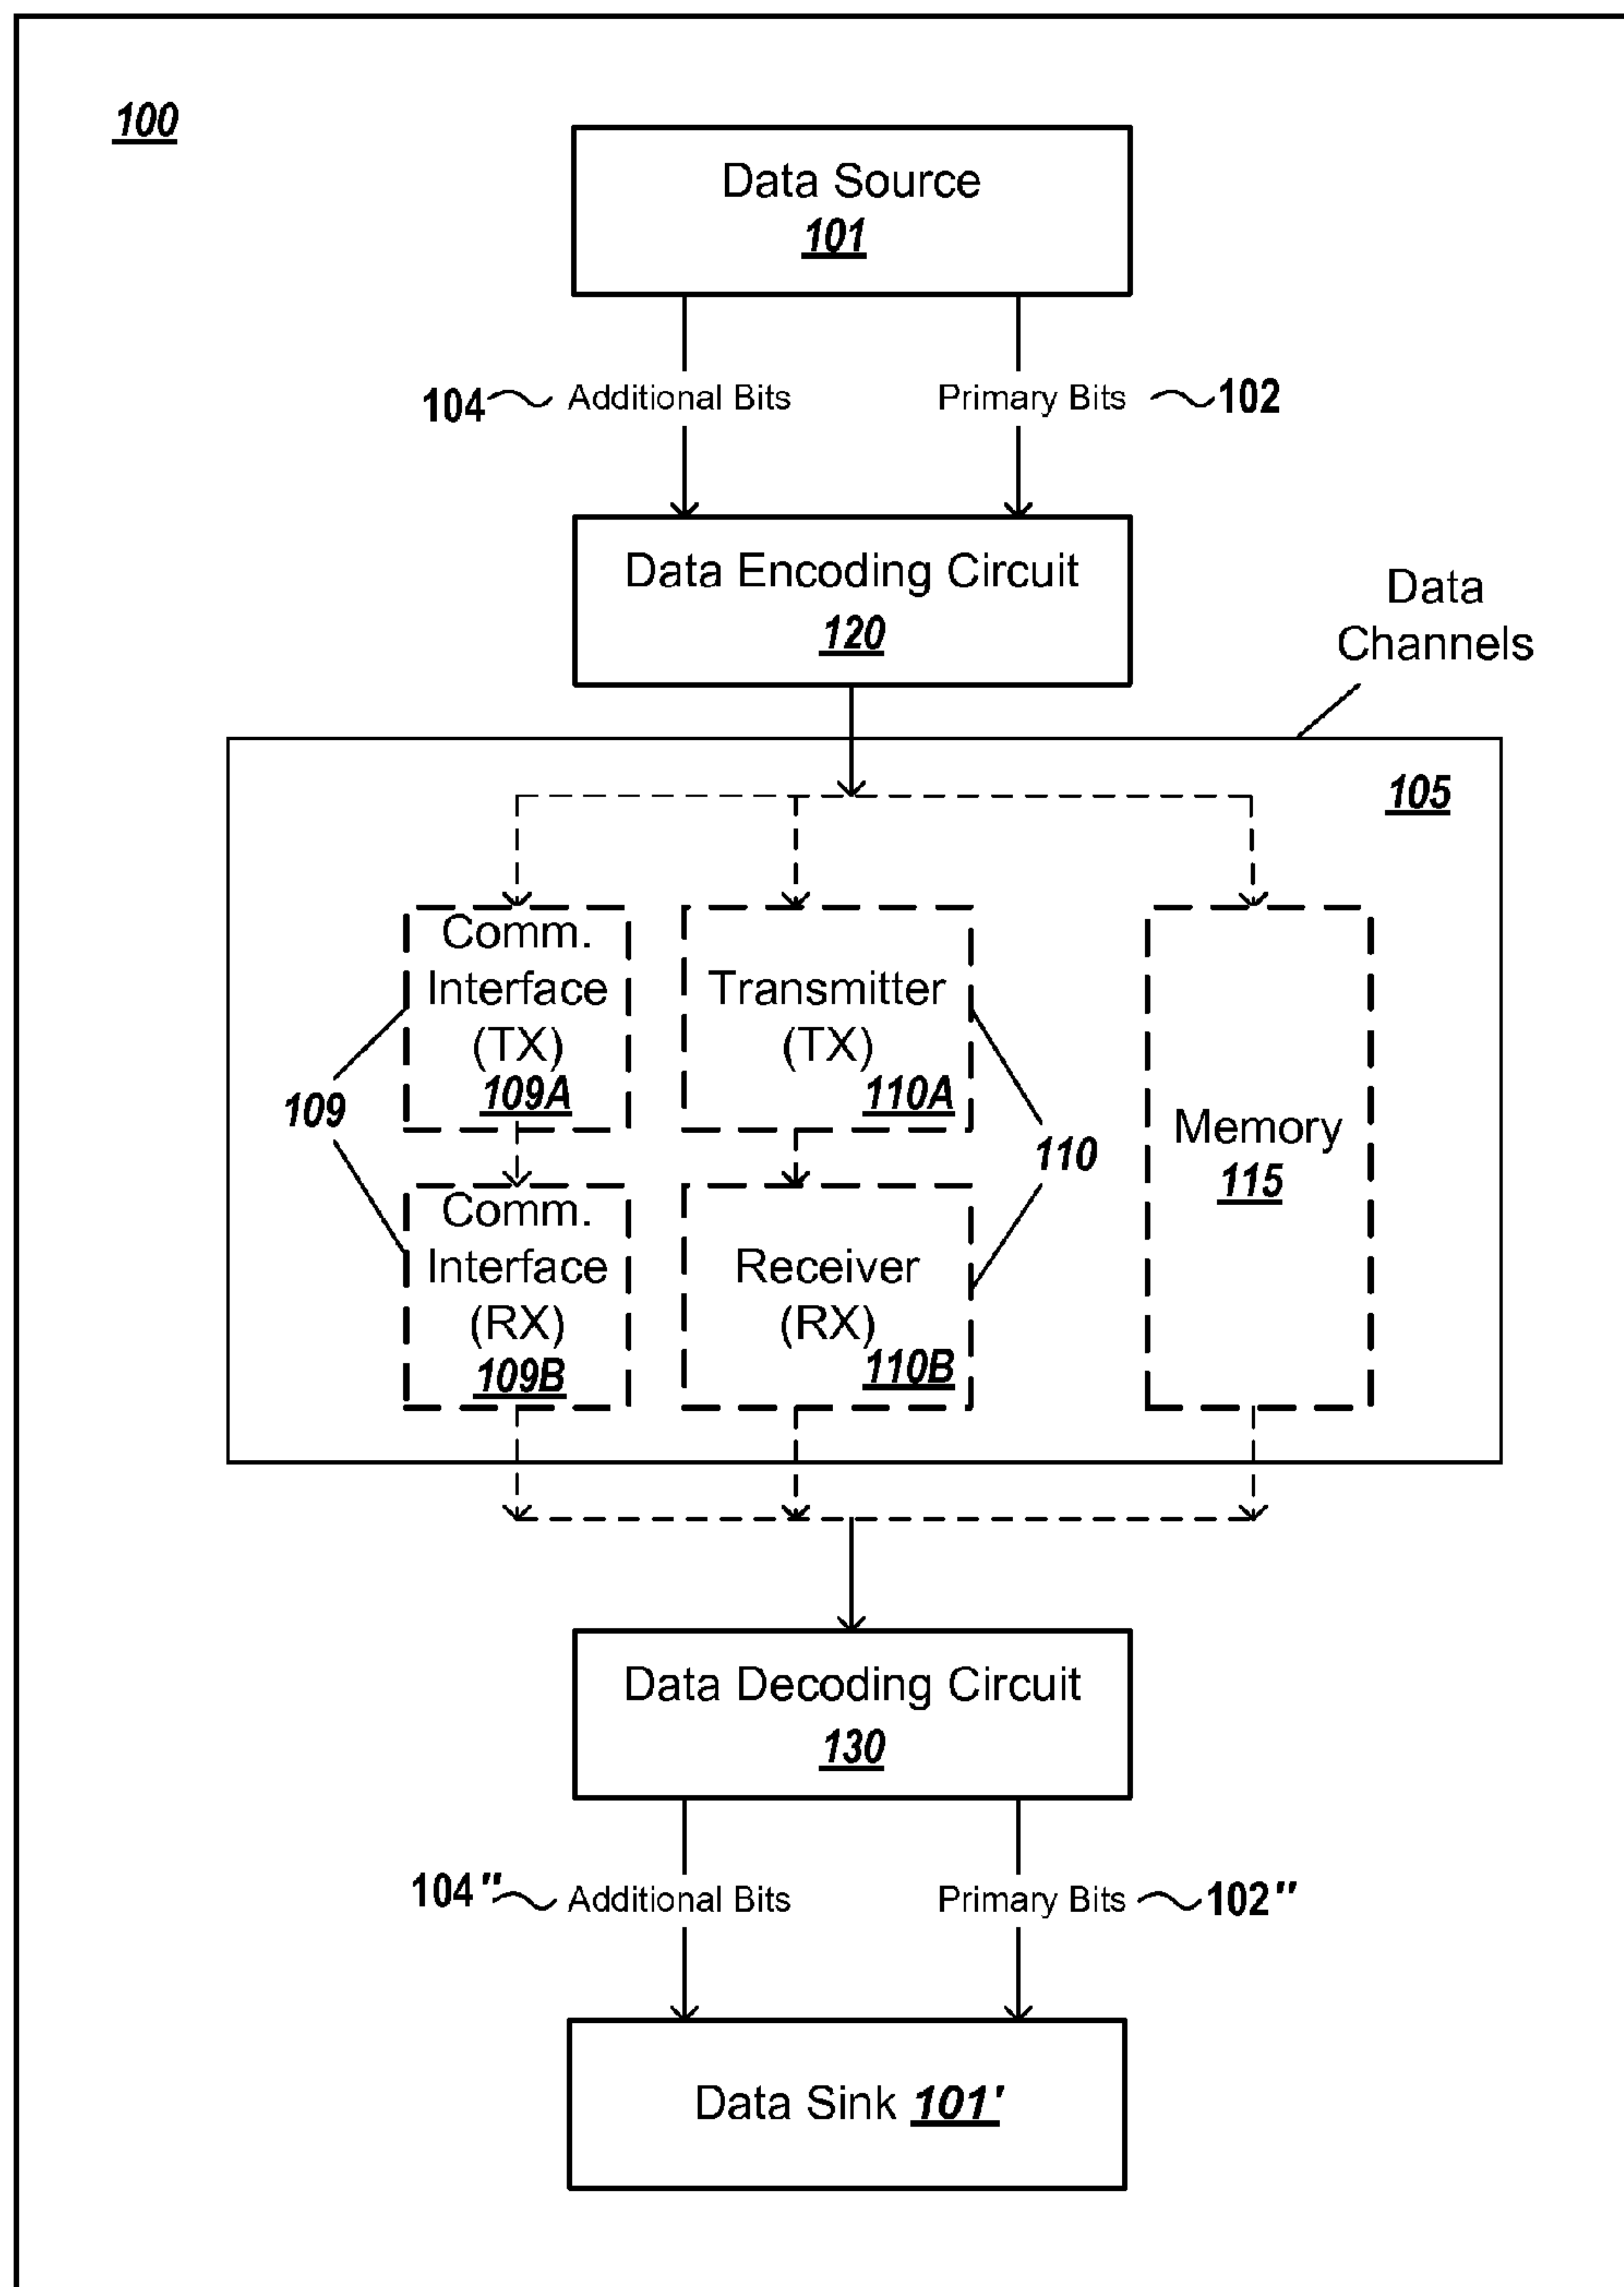 100
Data Source
101
104 Additional Bits Primary Bits 102
Data Encoding Circuit
120
Data
Channels
105
Comm.
Interface
(TX)
109A
Transmitter
(TX)
110A
109
110
Memory
115
Comm.
Interface
(RX)
109B
Receiver
(RX)
110B
Data Decoding Circuit
130
104" Additional Bits Primary Bits 102"
Data Sink 101'